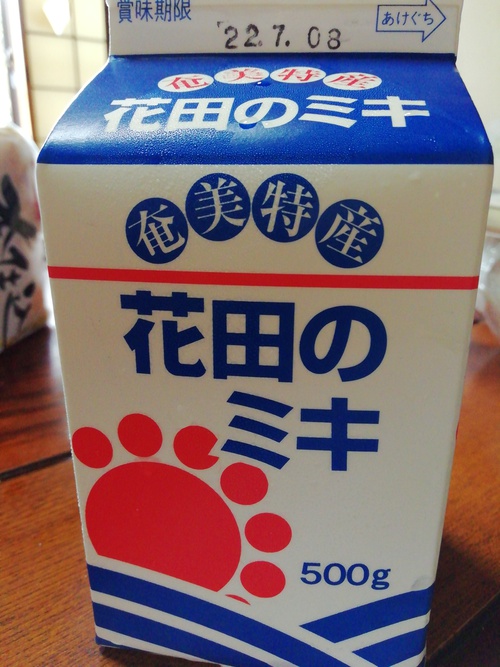 賞味期限
あけぐち
22.7.08
奄美特産
花田のミキ
奄美特産
花田の
ミキ
500g